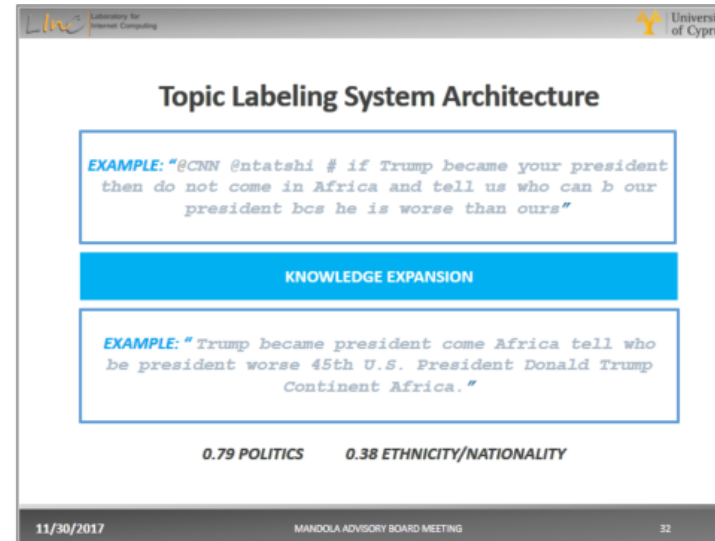 LInC
Laboratory for
Internet Computing
Universi
of Cypru
Topic Labeling System Architecture
EXAMPLE: “@CNN @ntatshi # if Trump became your president
then do not come in Africa and tell us who can b our
president bcs he is worse than ours”
KNOWLEDGE EXPANSION
EXAMPLE: “ Trump became president come Africa tell who
be president worse 45th U.S. President Donald Trump
Continent Africa.”
0.79 POLITICS 0.38 ETHNICITY/NATIONALITY
11/30/2017 MANDOLA ADVISORY BOARD MEETING 32